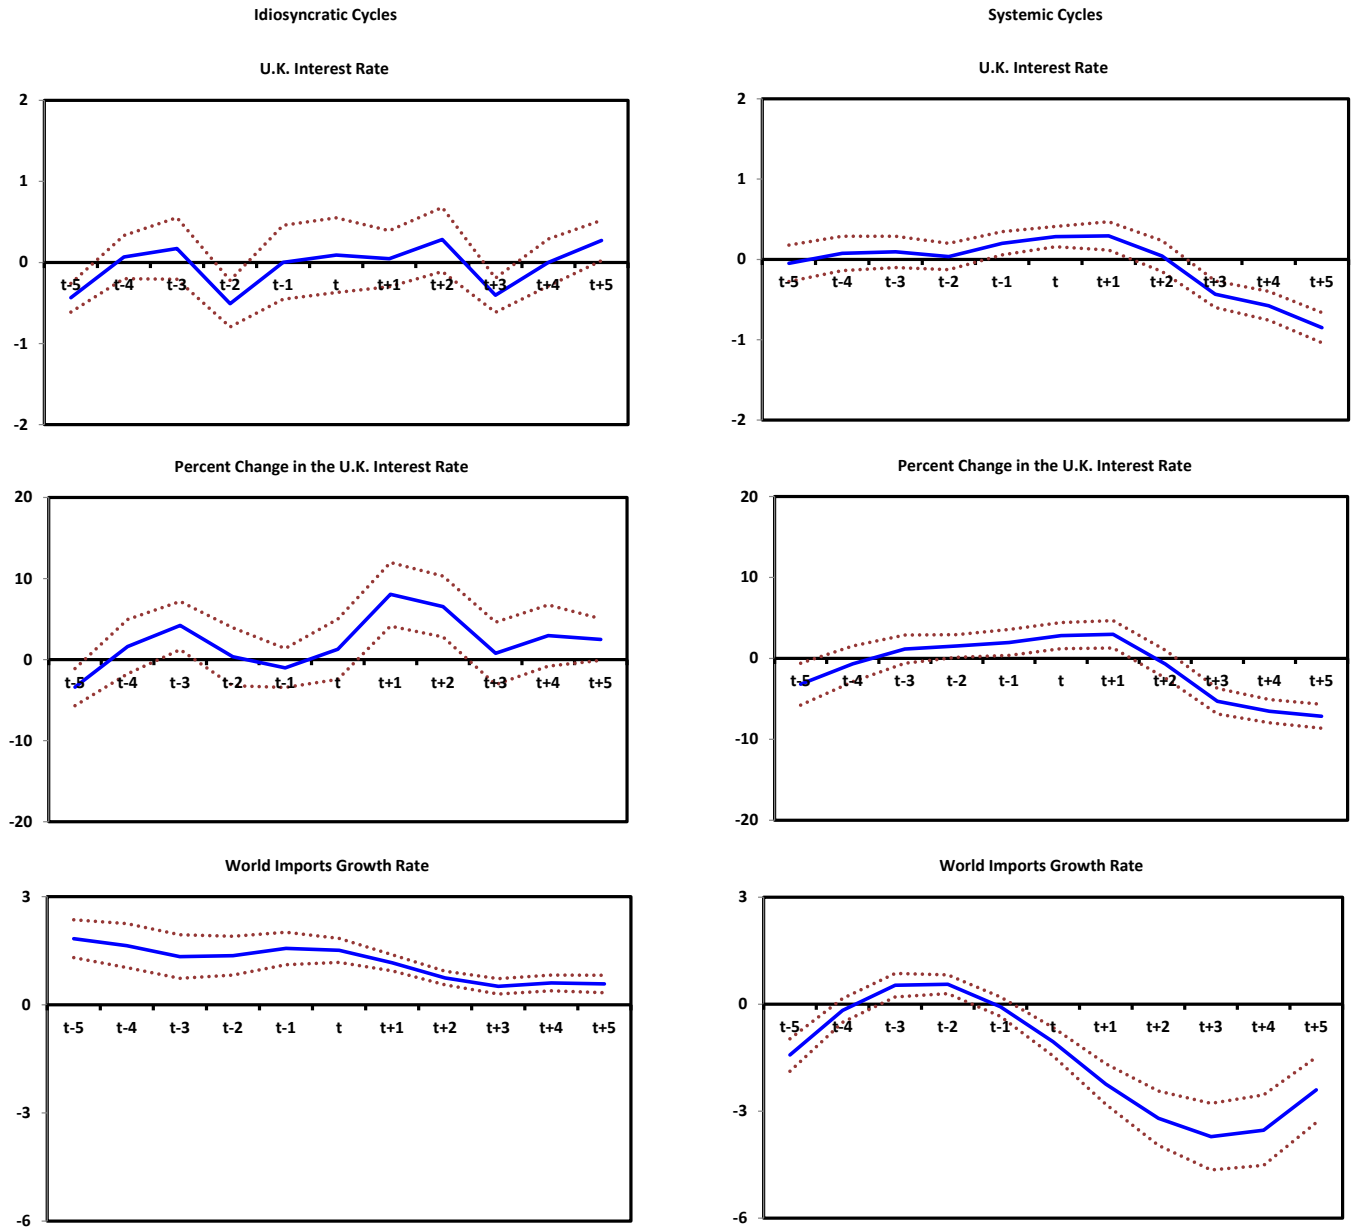 Idiosyncratic Cycles
Systemic Cycles
U.K. Interest Rate
2
1
0
-1
-2
t-5 t-4 t-3 t-2 t-1 t t+1 t+2 t+3 t+4 t+5
U.K. Interest Rate
2
1
0
-1
-2
t-5 t-4 t-3 t-2 t-1 t t+1 t+2 t+3 t+4 t+5
Percent Change in the U.K. Interest Rate
20
10
0
-10
-20
t-5 t-4 t-3 t-2 t-1 t t+1 t+2 t+3 t+4 t+5
Percent Change in the U.K. Interest Rate
20
10
0
-10
-20
t-5 t-4 t-3 t-2 t-1 t t+1 t+2 t+3 t+4 t+5
World Imports Growth Rate
3
0
-3
-6
t-5 t-4 t-3 t-2 t-1 t t+1 t+2 t+3 t+4 t+5
World Imports Growth Rate
3
0
-3
-6
t-5 t-4 t-3 t-2 t-1 t t+1 t+2 t+3 t+4 t+5